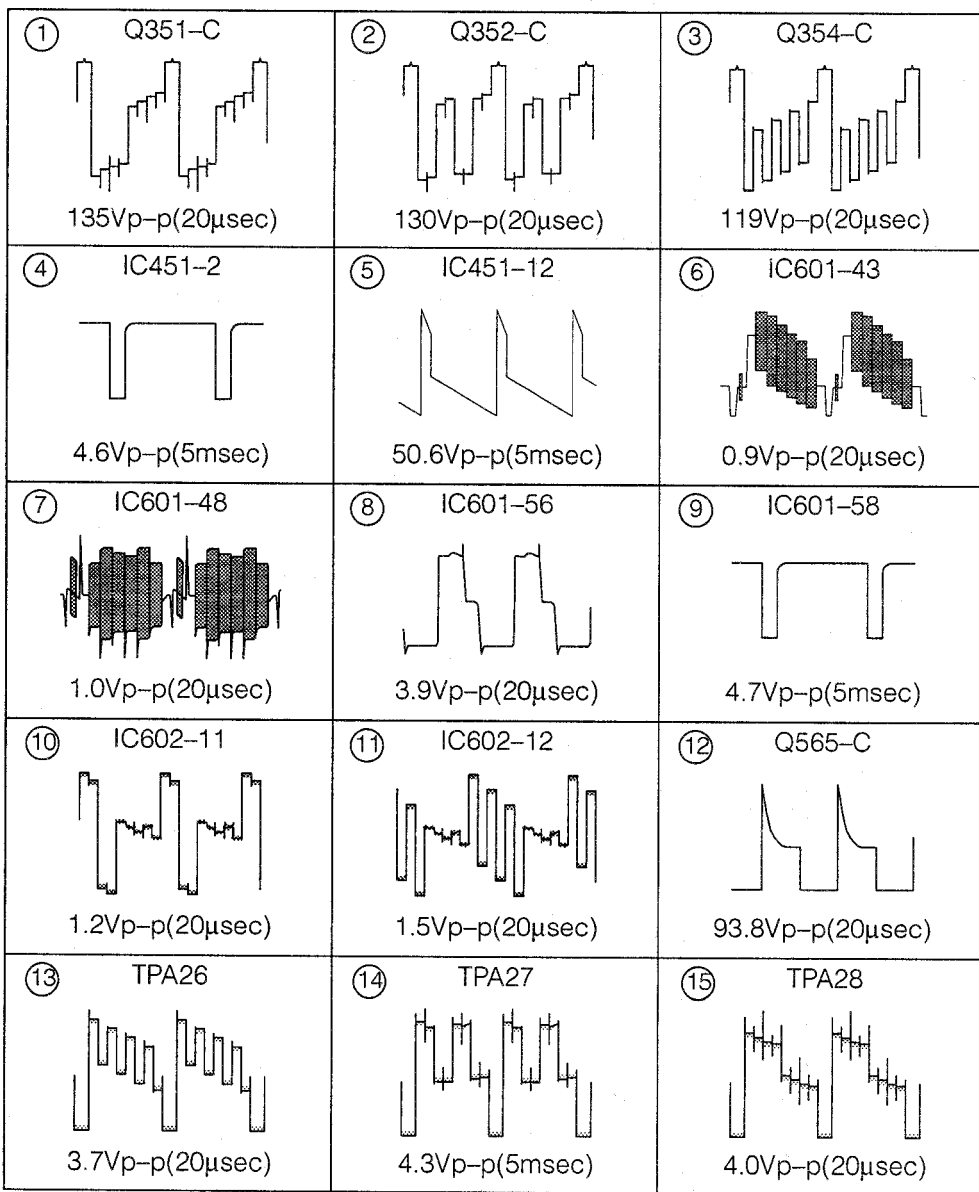 ① Q351–C
135Vp–p(20μsec)
② Q352–C
130Vp–p(20μsec)
③ Q354–C
119Vp–p(20μsec)
④ IC451–2
4.6Vp–p(5msec)
⑤ IC451–12
50.6Vp–p(5msec)
⑥ IC601–43
0.9Vp–p(20μsec)
⑦ IC601–48
1.0Vp–p(20μsec)
⑧ IC601–56
3.9Vp–p(20μsec)
⑨ IC601–58
4.7Vp–p(5msec)
⑩ IC602–11
1.2Vp–p(20μsec)
⑪ IC602–12
1.5Vp–p(20μsec)
⑫ Q565–C
93.8Vp–p(20μsec)
⑬ TPA26
3.7Vp–p(20μsec)
⑭ TPA27
4.3Vp–p(5msec)
⑮ TPA28
4.0Vp–p(20μsec)